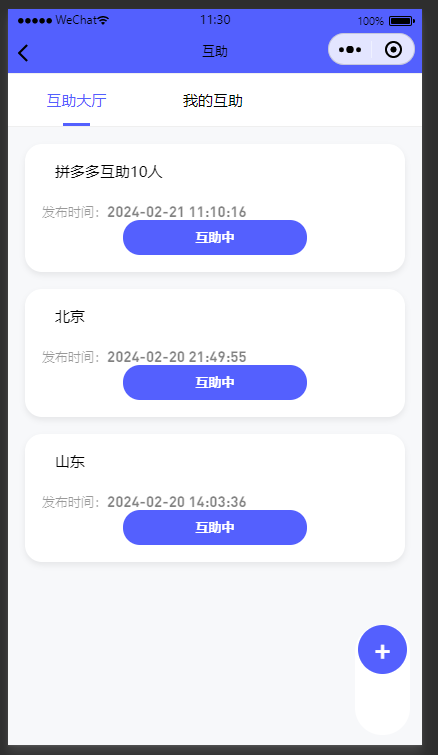 WeChat 11:30 100%
互助
互助大厅 我的互助
拼多多互助10人
发布时间：2024-02-21 11:10:16
互助中
北京
发布时间：2024-02-20 21:49:55
互助中
山东
发布时间：2024-02-20 14:03:36
互助中
+